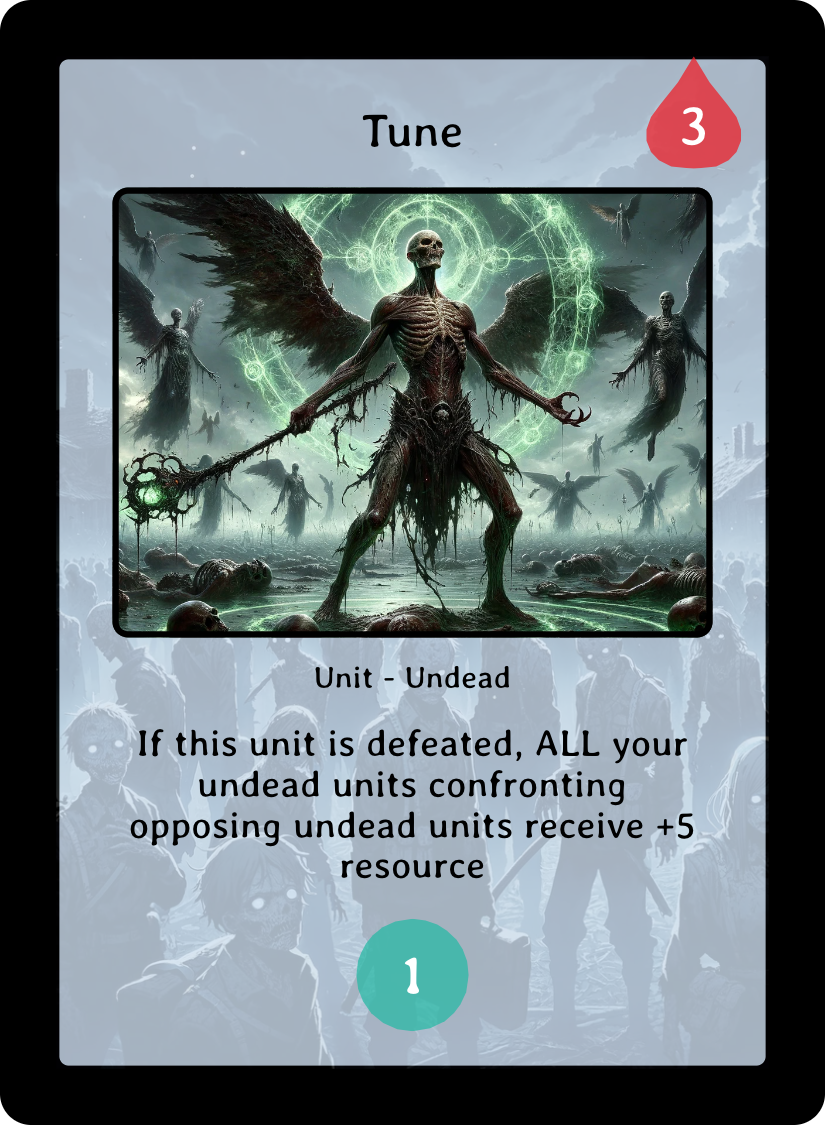 Tune
3
Unit - Undead
If this unit is defeated, ALL your
undead units confronting
opposing undead units receive +5
resource
1